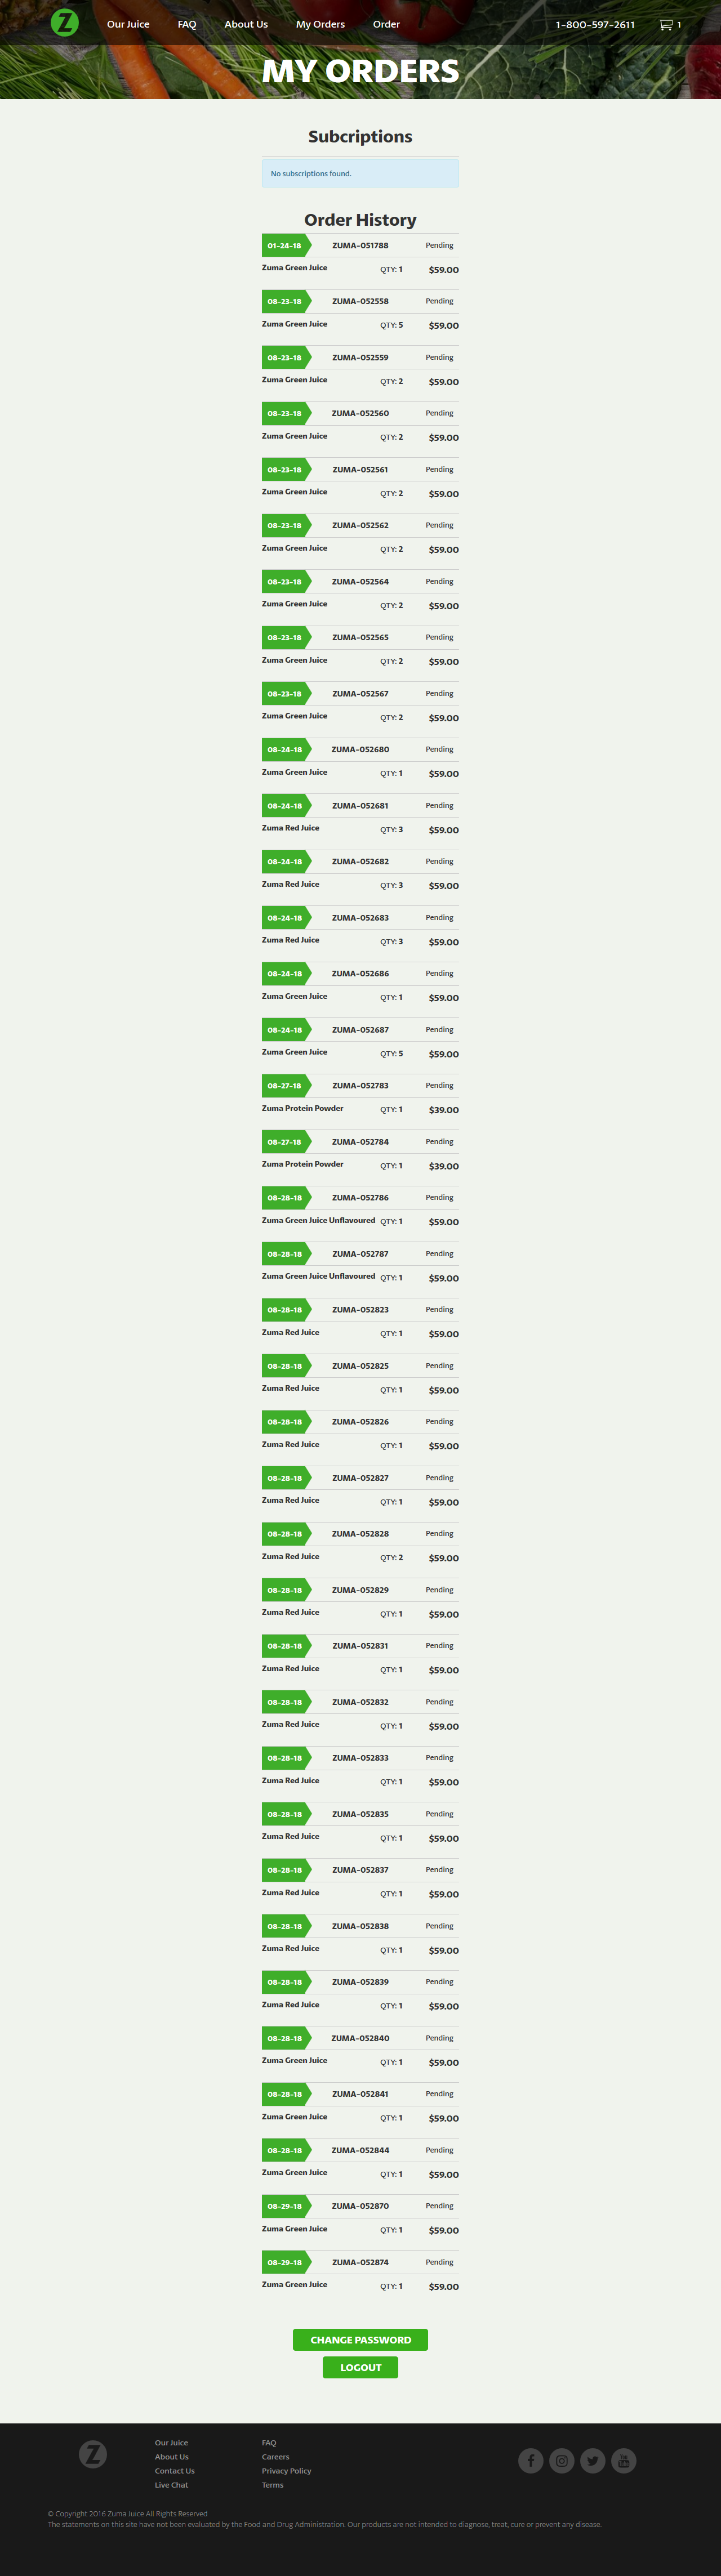 Z Our Juice FAQ About Us My Orders Order 1-800-597-2611 1
MY ORDERS
Subcriptions
No subscriptions found.
Order History
01-24-18 ZUMA-051788 Pending
Zuma Green Juice QTY: 1 $59.00
08-23-18 ZUMA-052558 Pending
Zuma Green Juice QTY: 5 $59.00
08-23-18 ZUMA-052559 Pending
Zuma Green Juice QTY: 2 $59.00
08-23-18 ZUMA-052560 Pending
Zuma Green Juice QTY: 2 $59.00
08-23-18 ZUMA-052561 Pending
Zuma Green Juice QTY: 2 $59.00
08-23-18 ZUMA-052562 Pending
Zuma Green Juice QTY: 2 $59.00
08-23-18 ZUMA-052564 Pending
Zuma Green Juice QTY: 2 $59.00
08-23-18 ZUMA-052565 Pending
Zuma Green Juice QTY: 2 $59.00
08-23-18 ZUMA-052567 Pending
Zuma Green Juice QTY: 2 $59.00
08-24-18 ZUMA-052680 Pending
Zuma Green Juice QTY: 1 $59.00
08-24-18 ZUMA-052681 Pending
Zuma Red Juice QTY: 3 $59.00
08-24-18 ZUMA-052682 Pending
Zuma Red Juice QTY: 3 $59.00
08-24-18 ZUMA-052683 Pending
Zuma Red Juice QTY: 3 $59.00
08-24-18 ZUMA-052686 Pending
Zuma Green Juice QTY: 1 $59.00
08-24-18 ZUMA-052687 Pending
Zuma Green Juice QTY: 5 $59.00
08-27-18 ZUMA-052783 Pending
Zuma Protein Powder QTY: 1 $39.00
08-27-18 ZUMA-052784 Pending
Zuma Protein Powder QTY: 1 $39.00
08-28-18 ZUMA-052786 Pending
Zuma Green Juice Unflavoured QTY: 1 $59.00
08-28-18 ZUMA-052787 Pending
Zuma Green Juice Unflavoured QTY: 1 $59.00
08-28-18 ZUMA-052823 Pending
Zuma Red Juice QTY: 1 $59.00
08-28-18 ZUMA-052825 Pending
Zuma Red Juice QTY: 1 $59.00
08-28-18 ZUMA-052826 Pending
Zuma Red Juice QTY: 1 $59.00
08-28-18 ZUMA-052827 Pending
Zuma Red Juice QTY: 1 $59.00
08-28-18 ZUMA-052828 Pending
Zuma Red Juice QTY: 2 $59.00
08-28-18 ZUMA-052829 Pending
Zuma Red Juice QTY: 1 $59.00
08-28-18 ZUMA-052831 Pending
Zuma Red Juice QTY: 1 $59.00
08-28-18 ZUMA-052832 Pending
Zuma Red Juice QTY: 1 $59.00
08-28-18 ZUMA-052833 Pending
Zuma Red Juice QTY: 1 $59.00
08-28-18 ZUMA-052835 Pending
Zuma Red Juice QTY: 1 $59.00
08-28-18 ZUMA-052837 Pending
Zuma Red Juice QTY: 1 $59.00
08-28-18 ZUMA-052838 Pending
Zuma Red Juice QTY: 1 $59.00
08-28-18 ZUMA-052839 Pending
Zuma Red Juice QTY: 1 $59.00
08-28-18 ZUMA-052840 Pending
Zuma Green Juice QTY: 1 $59.00
08-28-18 ZUMA-052841 Pending
Zuma Green Juice QTY: 1 $59.00
08-28-18 ZUMA-052844 Pending
Zuma Green Juice QTY: 1 $59.00
08-29-18 ZUMA-052870 Pending
Zuma Green Juice QTY: 1 $59.00
08-29-18 ZUMA-052874 Pending
Zuma Green Juice QTY: 1 $59.00
CHANGE PASSWORD
LOGOUT
Z
Our Juice FAQ
About Us Careers
Contact Us Privacy Policy
Live Chat Terms
You Tube
© Copyright 2016 Zuma Juice All Rights Reserved
The statements on this site have not been evaluated by the Food and Drug Administration. Our products are not intended to diagnose, treat, cure or prevent any disease.